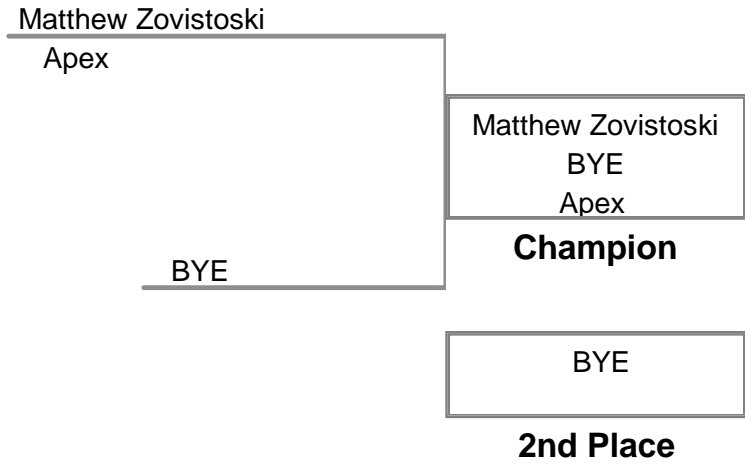 Matthew Zovistoski
Apex
Matthew Zovistoski
BYE
Apex
Champion
BYE
BYE
2nd Place